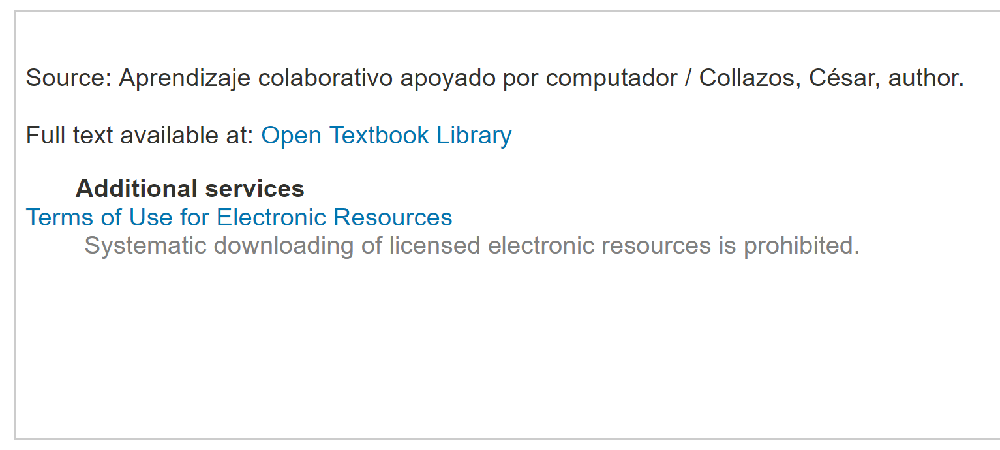 Source: Aprendizaje colaborativo apoyado por computador / Collazos, César, author.
Full text available at: Open Textbook Library
Additional services
Terms of Use for Electronic Resources
Systematic downloading of licensed electronic resources is prohibited.